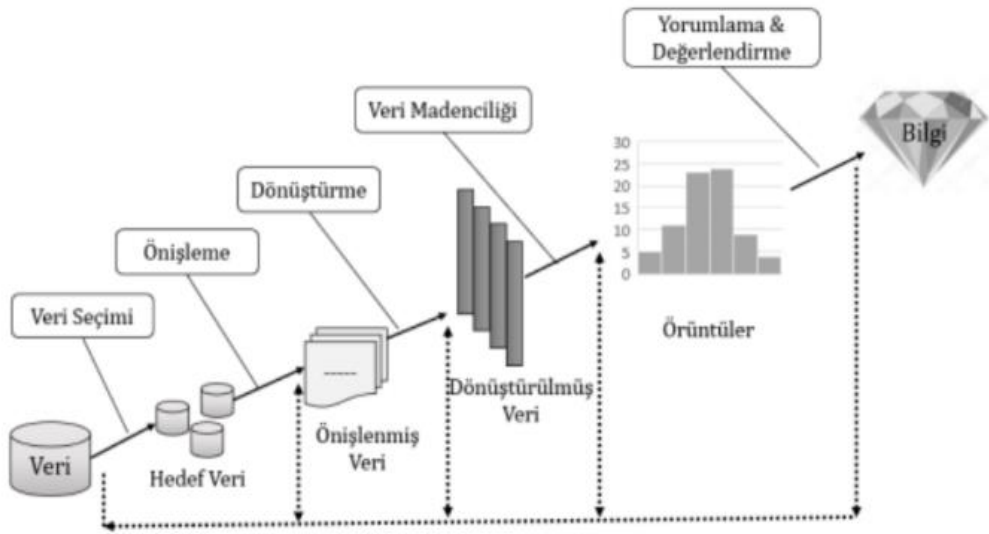 Yorumlama &
Değerlendirme
Veri Madenciliği
Bilgi
Dönüştürme
30
25
20
15
10
5
0
Önişleme
Veri Seçimi
Örüntüler
-----
Dönüştürülmüş
Veri
Önişlenmiş
Veri
Veri
Hedef Veri